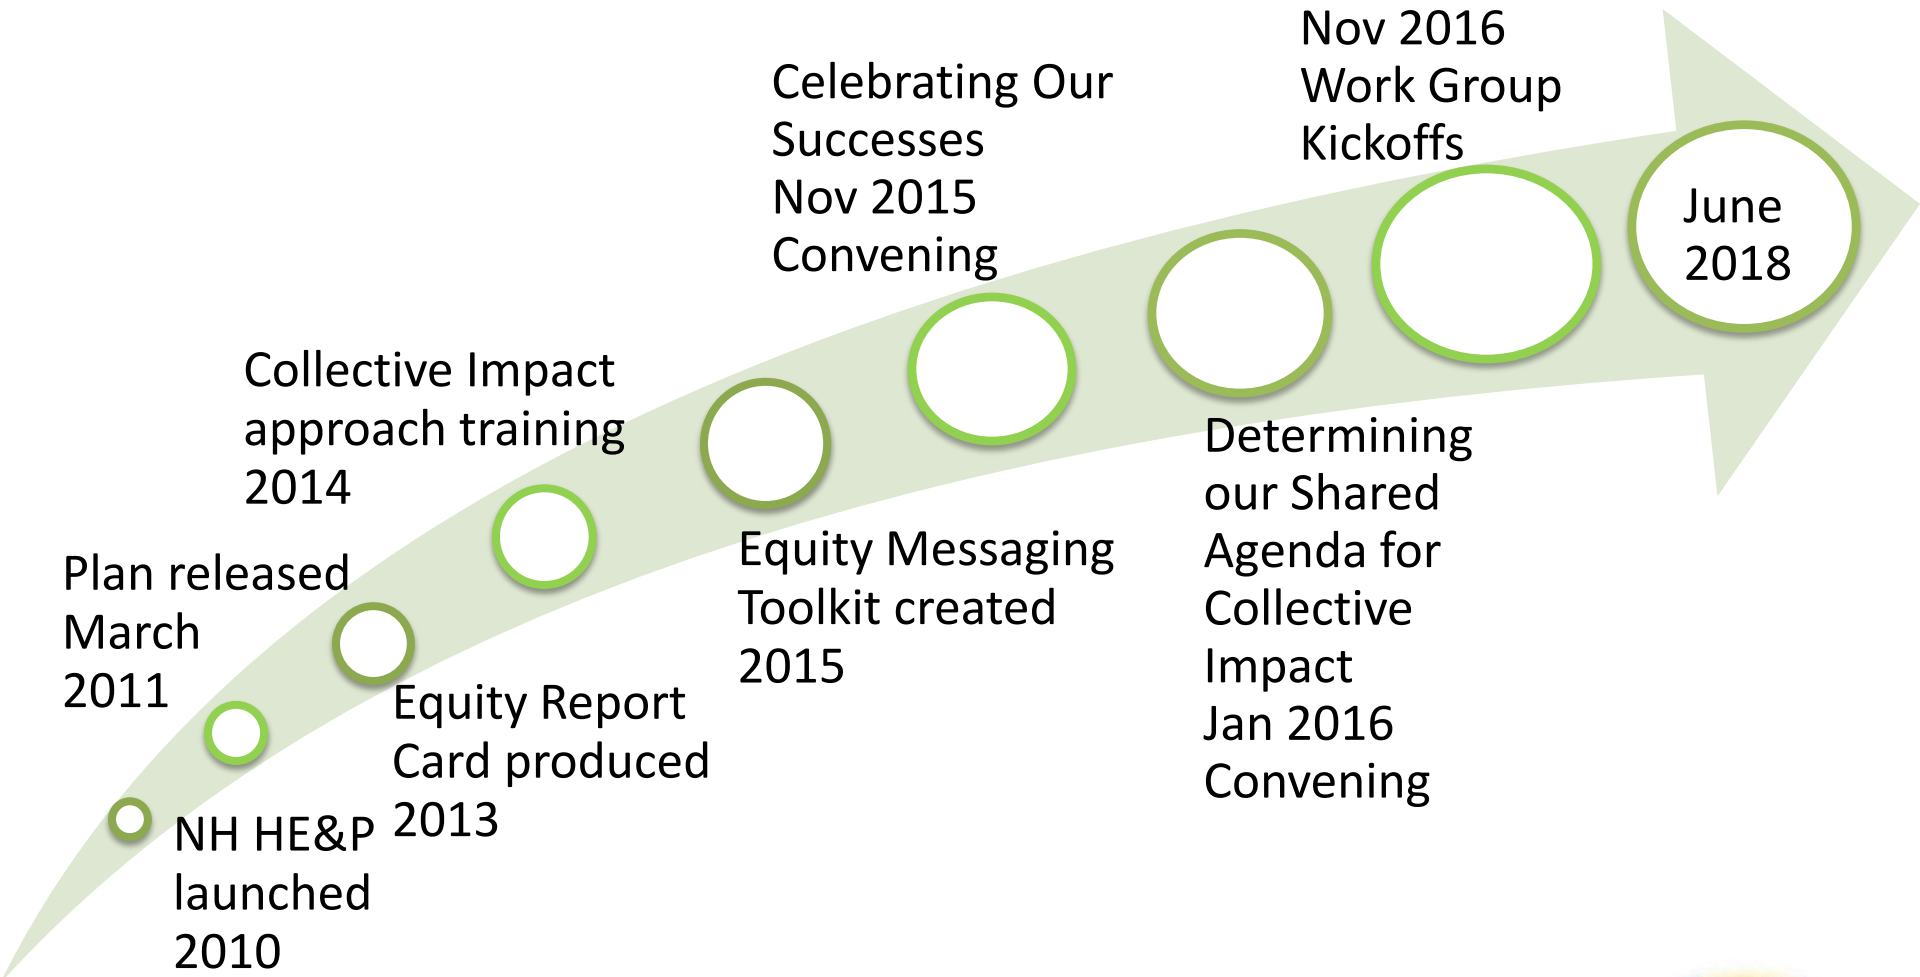 NH HE&P
launched
2010
Plan released
March
2011
Equity Report
Card produced
2013
Collective Impact
approach training
2014
Equity Messaging
Toolkit created
2015
Celebrating Our
Successes
Nov 2015
Convening
Determining
our Shared
Agenda for
Collective
Impact
Jan 2016
Convening
Nov 2016
Work Group
Kickoffs
June
2018